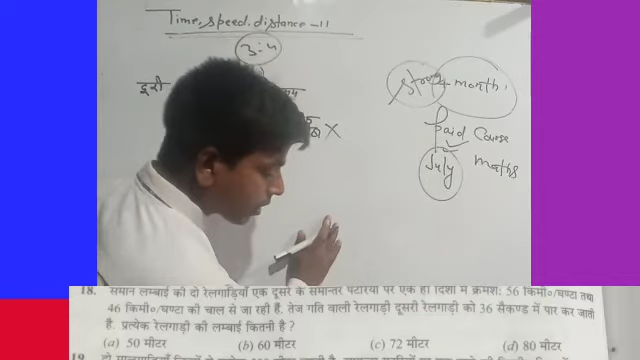 Time, speed, distance - 11
3:4
दूरी
strong month
Paid Course
July maths
18. समान लम्बाई की दो रेलगाड़ियाँ एक दूसरे के समान्तर पटरियों पर एक ही दिशा में क्रमशः 56 किमी०/घण्टा तथा
46 किमी०/घण्टा की चाल से जा रही हैं. तेज गति वाली रेलगाड़ी दूसरी रेलगाड़ी को 36 सैकण्ड में पार कर जाती
है. प्रत्येक रेलगाड़ी की लम्बाई कितनी है ?
(a) 50 मीटर (b) 60 मीटर (c) 72 मीटर (d) 80 मीटर